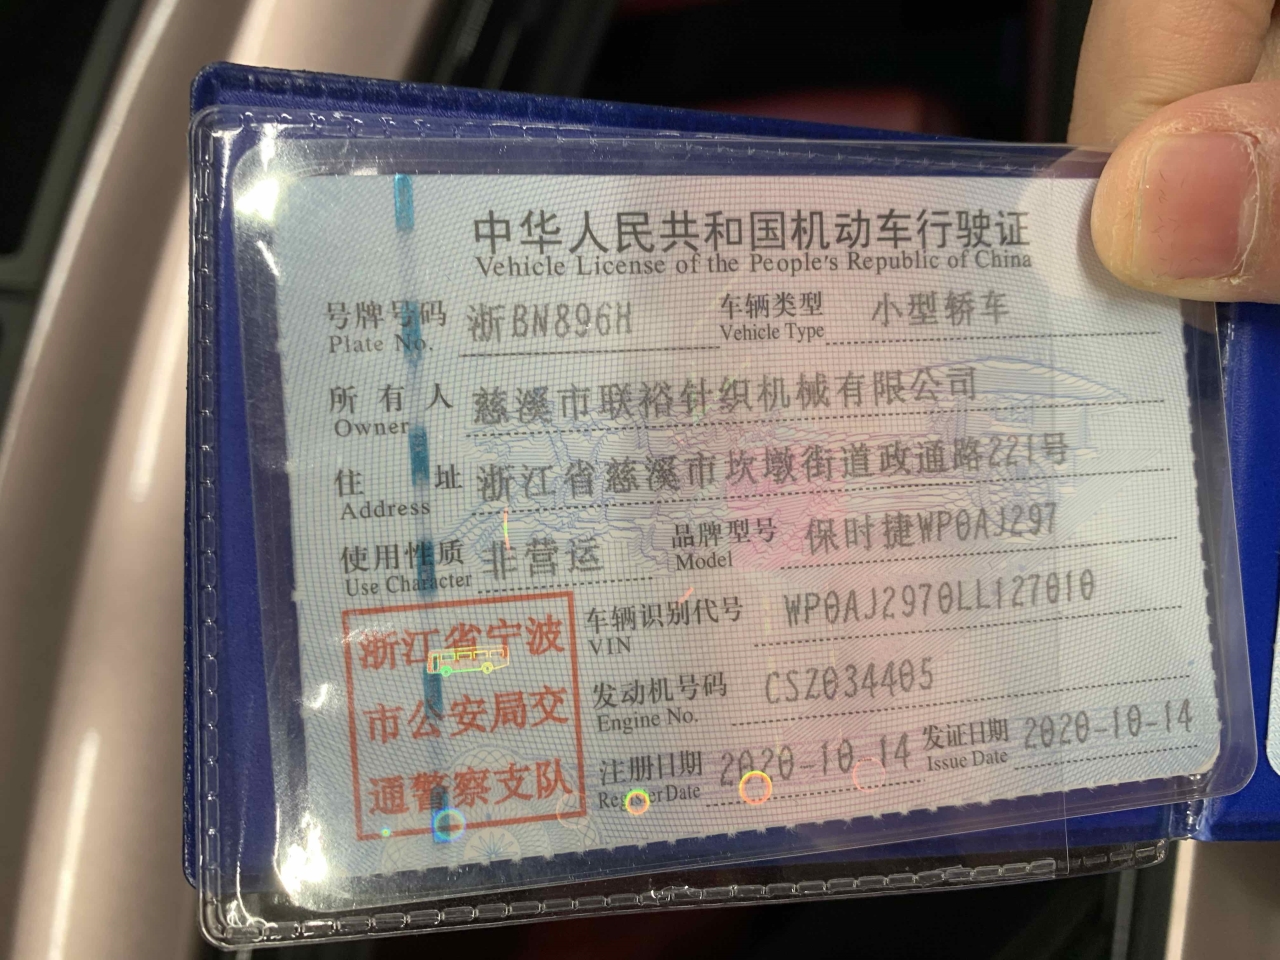 中华人民共和国机动车行驶证
Vehicle License of the People's Republic of China
号牌号码 浙BN896H 车辆类型 小型轿车
Plate No. Vehicle Type
所有人 慈溪市联裕针织机械有限公司
Owner
住址 浙江省慈溪市坎墩街道政通路221号
Address
使用性质 非营运 品牌型号 保时捷WP0AJ297
Use Character Model
车辆识别代号 WP0AJ2970LL127010
VIN
发动机号码 CSZ034405
Engine No.
注册日期 2020-10-14 发证日期 2020-10-14
Register Date Issue Date
浙江省宁波
市公安局交
通警察支队